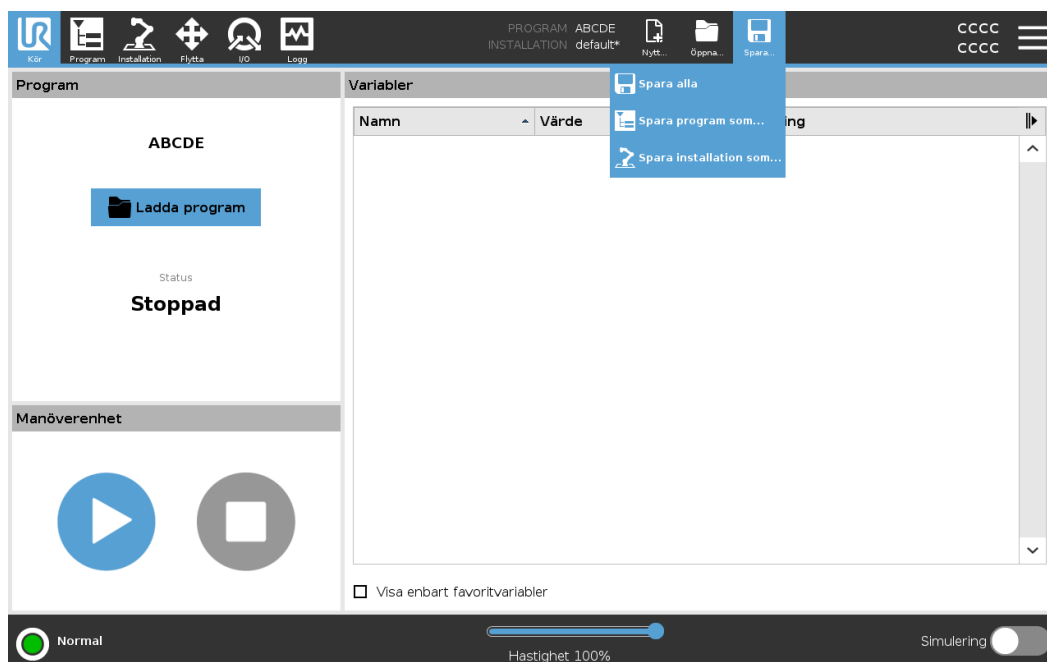 PROGRAM ABCDE
INSTALLATION default*
CCCC
CCCC
Kör
Program
Installation
Flytta
I/O
Logg
Nytt...
Öppna...
Spara...
Program
Variabler
Spara alla
Spara program som...
Spara installation som...
Namn
Värde
ing
ABCDE
Ladda program
Status
Stoppad
Manöverenhet
Visa enbart favoritvariabler
Normal
Hastighet 100%
Simulering